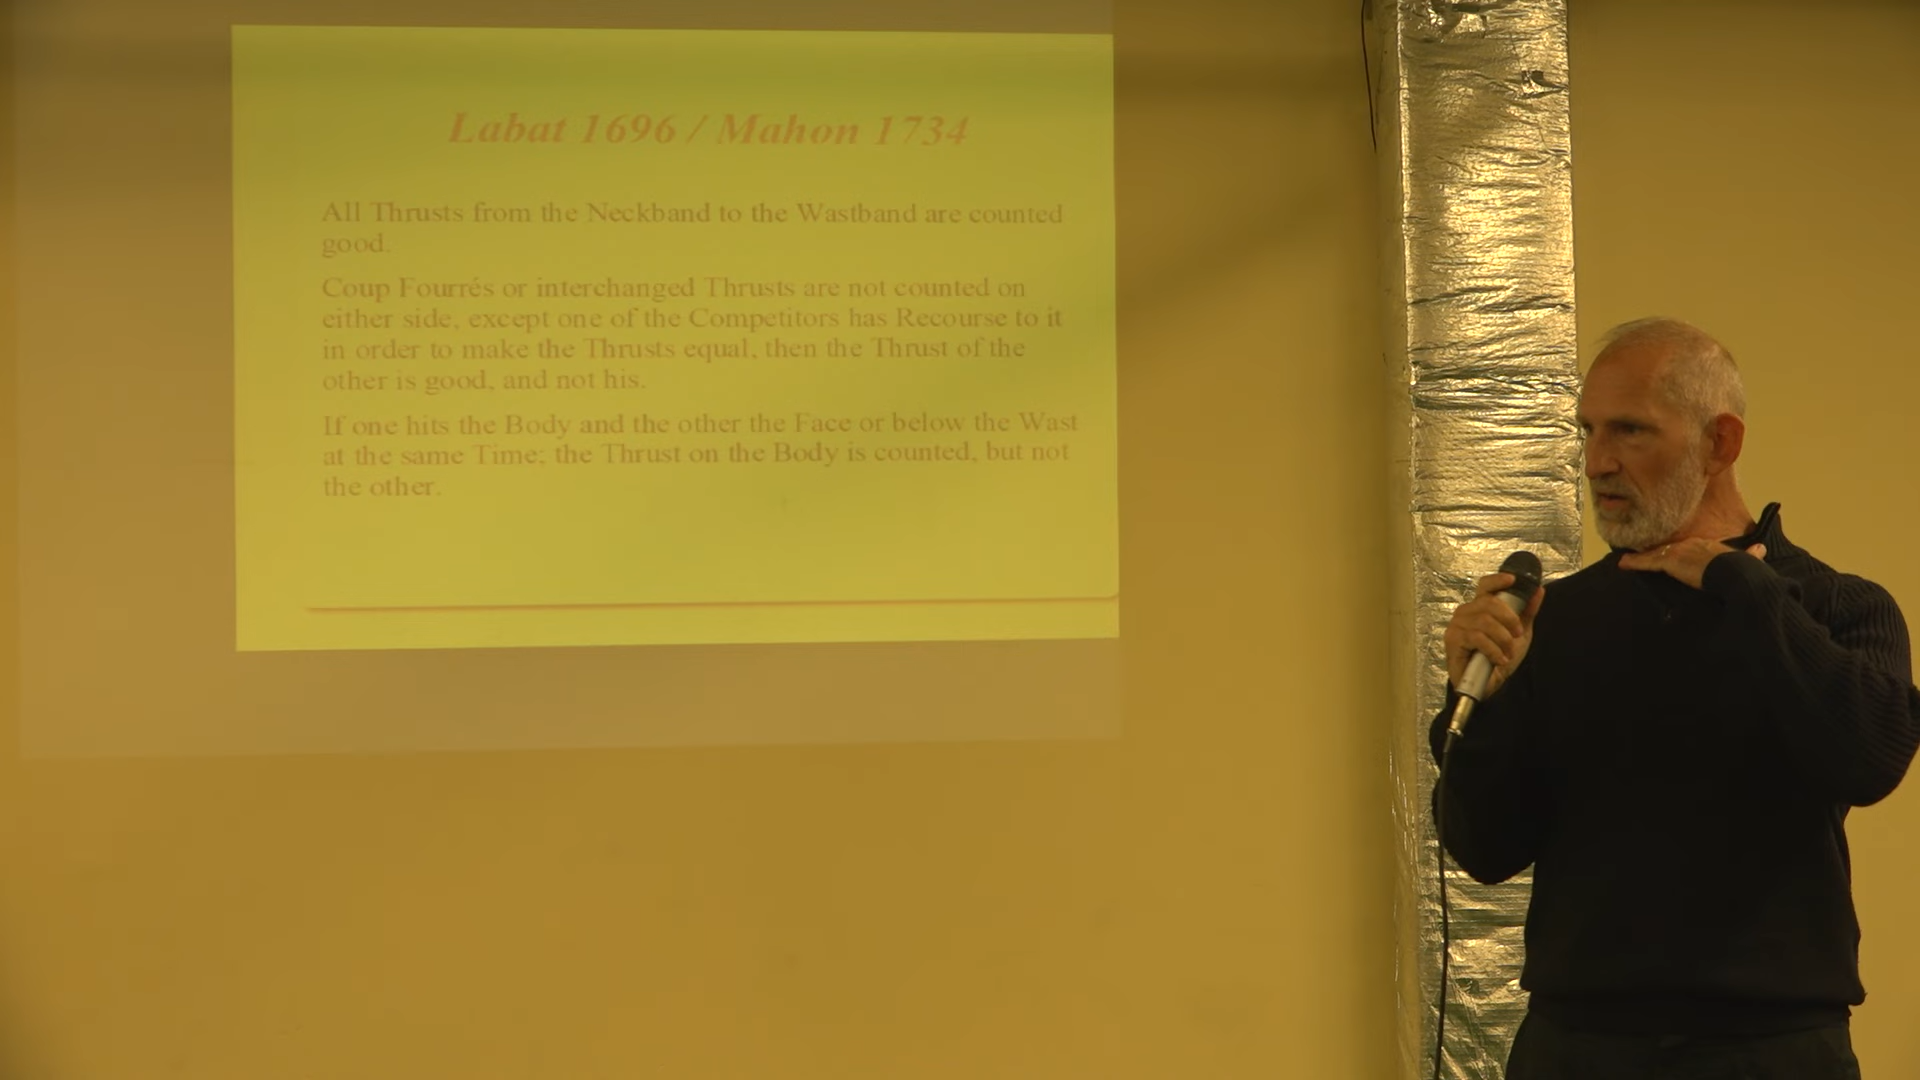 Labat 1696 / Mahon 1734
All Thrusts from the Neckband to the Wastband are counted
good.
Coup Fourrés or interchanged Thrusts are not counted on
either side, except one of the Competitors has Recourse to it
in order to make the Thrusts equal, then the Thrust of the
other is good, and not his.
If one hits the Body and the other the Face or below the Wast
at the same Time; the Thrust on the Body is counted, but not
the other.